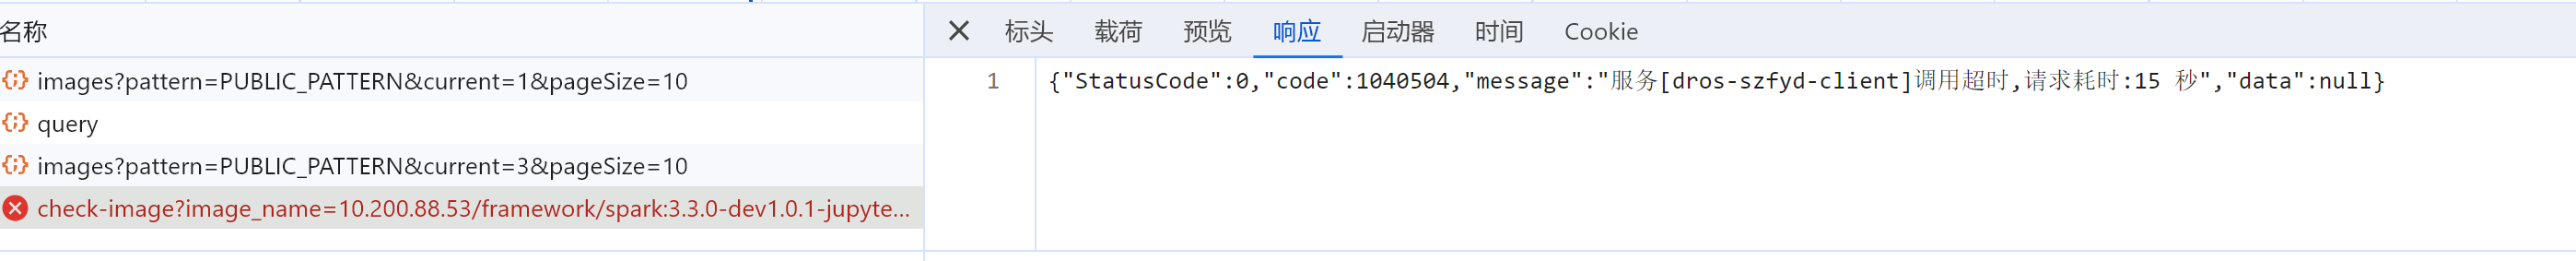 名称
标头 载荷 预览 响应 启动器 时间 Cookie
images?pattern=PUBLIC_PATTERN&current=1&pageSize=10
query
images?pattern=PUBLIC_PATTERN&current=3&pageSize=10
check-image?image_name=10.200.88.53/framework/spark:3.3.0-dev1.0.1-jupyte...
1 {"StatusCode":0,"code":1040504,"message":"服务[dros-szfyd-client]调用超时,请求耗时:15 秒","data":null}